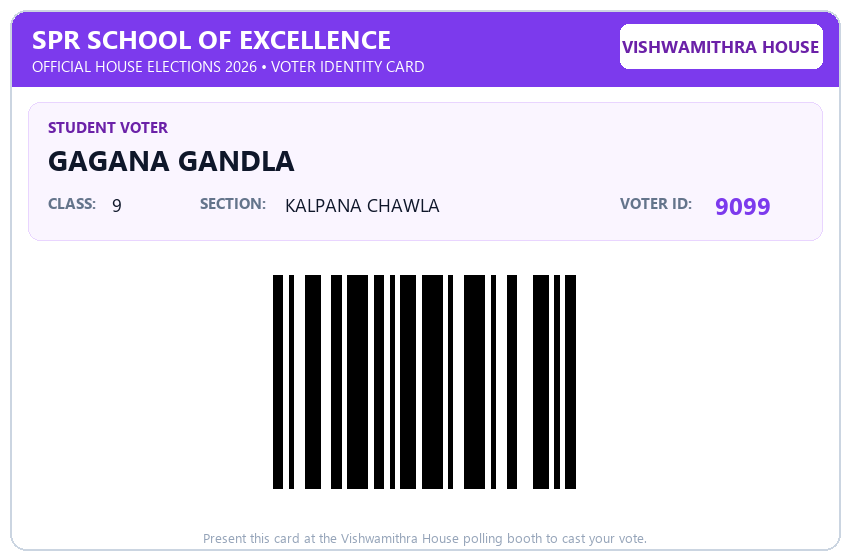 SPR SCHOOL OF EXCELLENCE
OFFICIAL HOUSE ELECTIONS 2026 • VOTER IDENTITY CARD
VISHWAMITHRA HOUSE
STUDENT VOTER
GAGANA GANDLA
CLASS: 9 SECTION: KALPANA CHAWLA VOTER ID: 9099
Present this card at the Vishwamithra House polling booth to cast your vote.